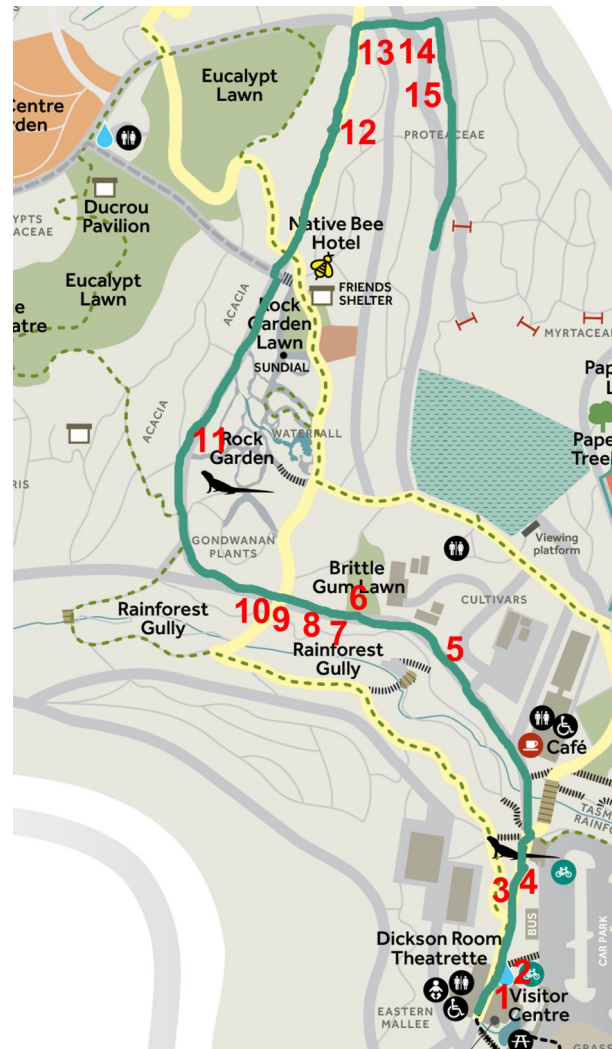 Eucalypt
Lawn
Centre
rden
13 14
15
12
PROTEACEAE
Ducrou
Pavilion
YPTS
ACEAE
Native Bee
Hotel
FRIENDS
SHELTER
Eucalypt
Lawn
e
atre
ACACIA
Rock
Garden
Lawn
SUNDIAL
MYRTACEA
Pap
L
Pape
Treel
ACACIA
11
Rock
Garden
WATERFALL
RIS
GONDWANAN
PLANTS
Viewing
platform
Brittle
Gum Lawn
CULTIVARS
6
10
9
8
7
5
Rainforest
Gully
Rainforest
Gully
Café
TASM
RAINFO
3
4
BUS
CAR PARK
Dickson Room
Theatrette
2
1
Visitor
Centre
EASTERN
MALLEE
GRASS